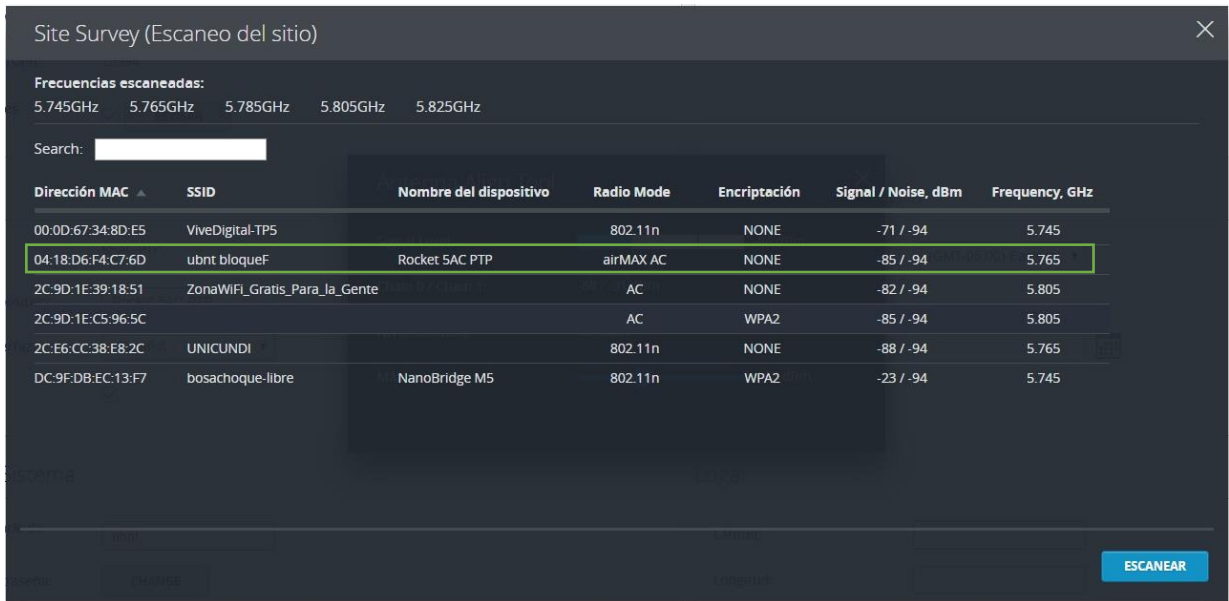 Site Survey (Escaneo del sitio)
Frecuencias escaneadas:
5.745GHz 5.765GHz 5.785GHz 5.805GHz 5.825GHz
Search:
Dirección MAC SSID Nombre del dispositivo Radio Mode Encriptación Signal / Noise, dBm Frequency, GHz
00:0D:67:34:8D:E5 ViveDigital-TP5 802.11n NONE -71 / -94 5.745
04:18:D6:F4:C7:6D ubnt bloqueF Rocket 5AC PTP airMAX AC NONE -85 / -94 5.765
2C:9D:1E:39:18:51 ZonaWiFi_Gratis_Para_la_Gente AC NONE -82 / -94 5.805
2C:9D:1E:C5:96:5C AC WPA2 -85 / -94 5.805
2C:E6:CC:38:E8:2C UNICUNDI 802.11n NONE -88 / -94 5.765
DC:9F:DB:EC:13:F7 bosachoque-libre NanoBridge M5 802.11n WPA2 -23 / -94 5.745
ubnt
CHANGE
ESCANEAR